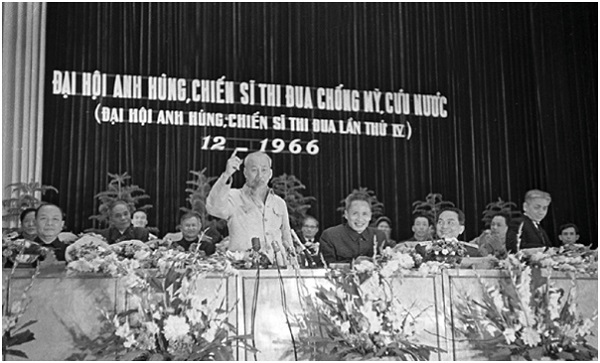 ĐẠI HỘI ANH HÙNG, CHIẾN SĨ THI ĐUA CHỐNG MỸ, CỨU NƯỚC
(ĐẠI HỘI ANH HÙNG, CHIẾN SĨ THI ĐUA LẦN THỨ IV)
12-1966